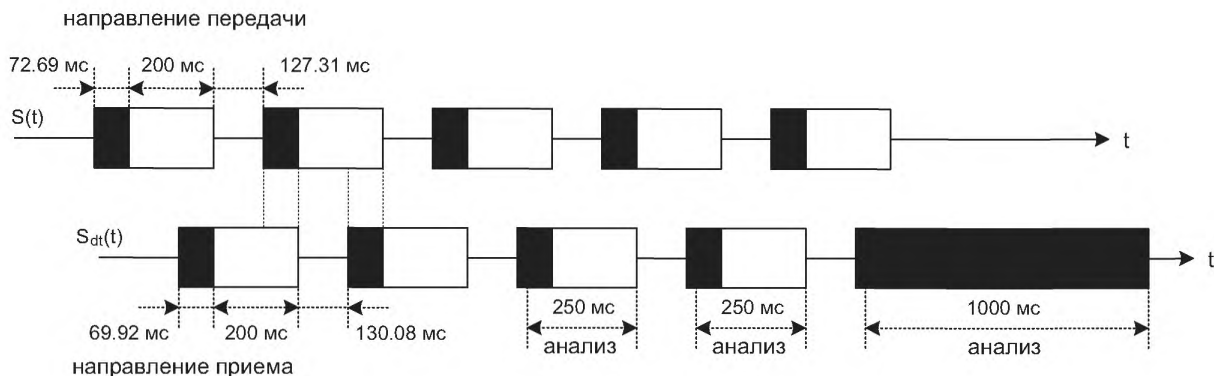 направление передачи
72.69 мс 200 мс 127.31 мс
S(t)
t
Sdt(t)
t
69.92 мс 200 мс 130.08 мс 250 мс 250 мс 1000 мс
анализ анализ анализ
направление приема